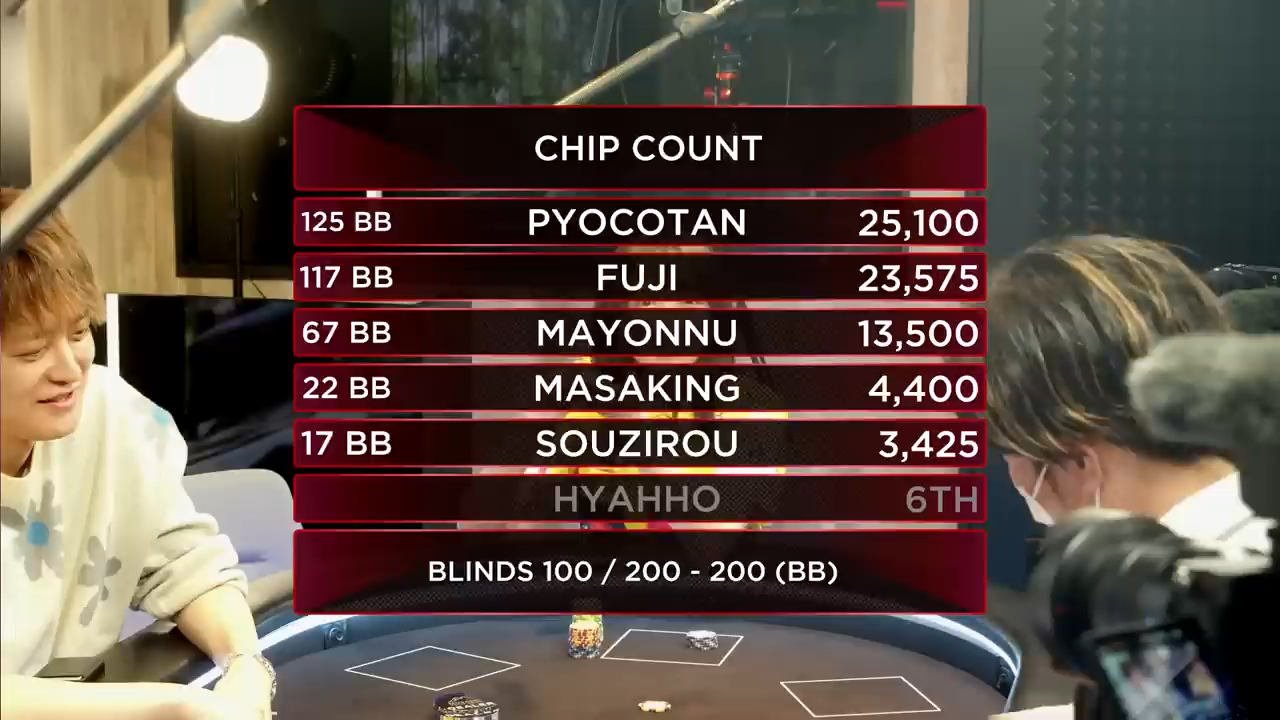 CHIP COUNT
125 BB PYOCOTAN 25,100
117 BB FUJI 23,575
67 BB MAYONNU 13,500
22 BB MASAKING 4,400
17 BB SOUZIROU 3,425
HYAHHO 6TH
BLINDS 100 / 200 - 200 (BB)